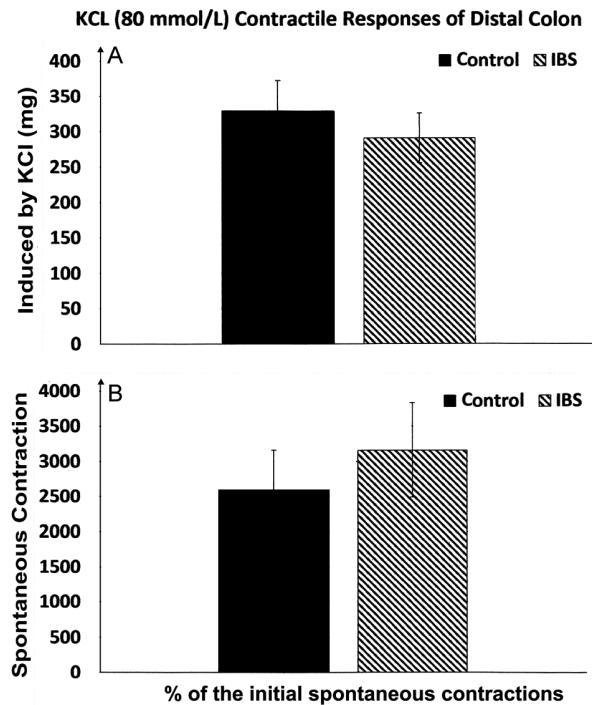 KCL (80 mmol/L) Contractile Responses of Distal Colon
A
Control IBS
Induced by KCI (mg)
400
350
300
250
200
150
100
50
0
B
Control IBS
Spontaneous Contraction
4000
3500
3000
2500
2000
1500
1000
500
0
% of the initial spontaneous contractions